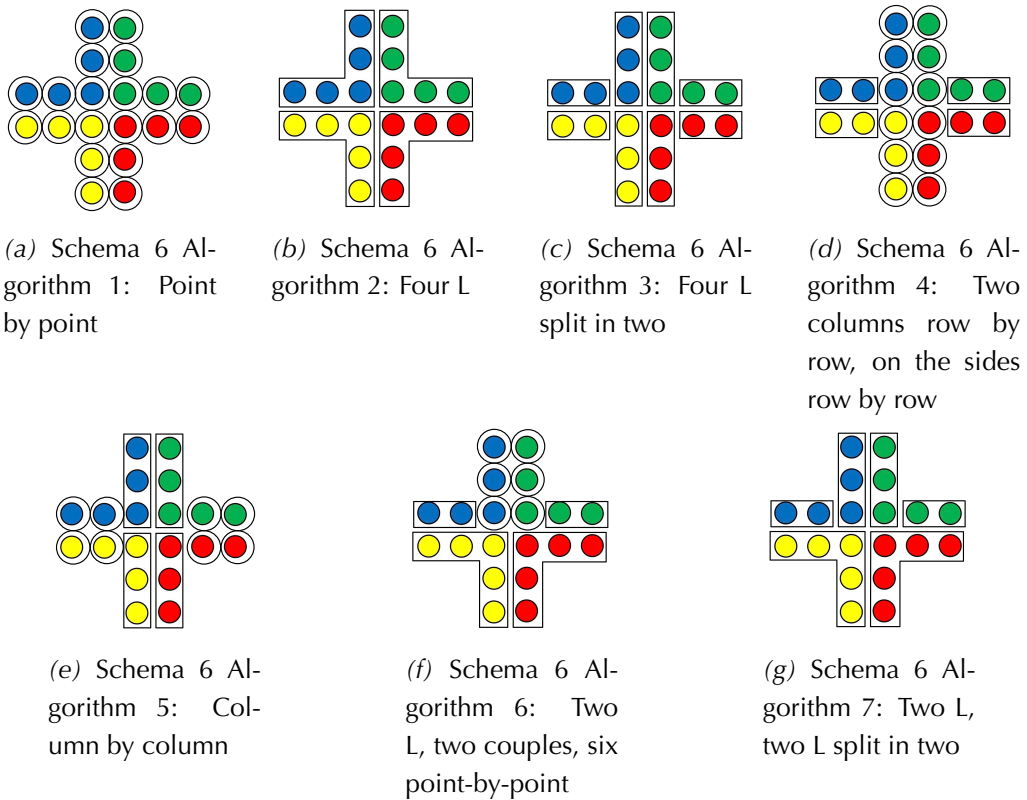 (a) Schema 6 Al-
gorithm 1: Point
by point
(b) Schema 6 Al-
gorithm 2: Four L
(c) Schema 6 Al-
gorithm 3: Four L
split in two
(d) Schema 6 Al-
gorithm 4: Two
columns row by
row, on the sides
row by row
(e) Schema 6 Al-
gorithm 5: Col-
umn by column
(f) Schema 6 Al-
gorithm 6: Two
L, two couples, six
point-by-point
(g) Schema 6 Al-
gorithm 7: Two L,
two L split in two